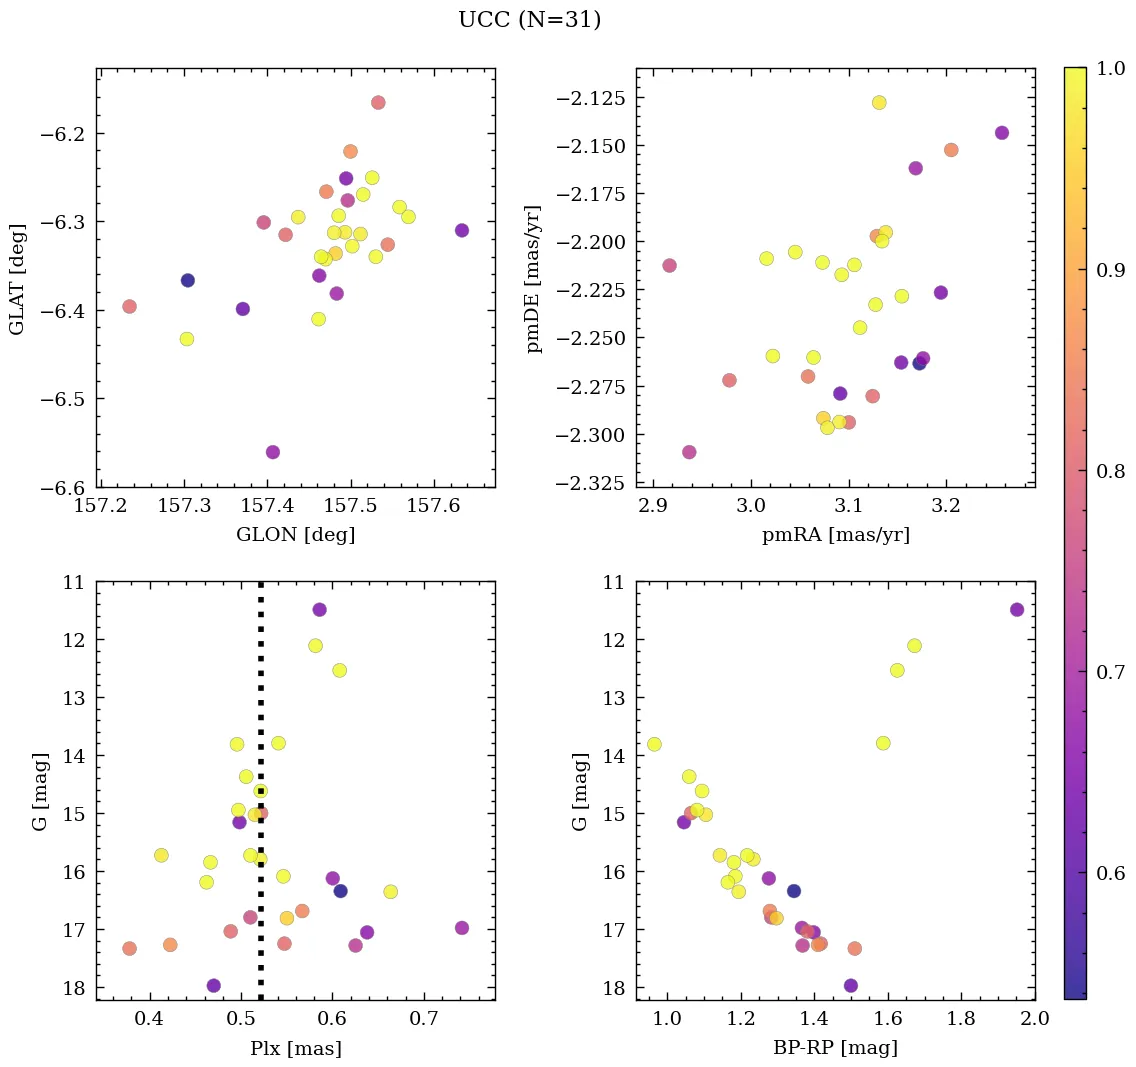 UCC (N=31)
−6.2
−6.3
−6.4
−6.5
−6.6
GLAT [deg]
157.2 157.3 157.4 157.5 157.6
GLON [deg]
−2.125
−2.150
−2.175
−2.200
−2.225
−2.250
−2.275
−2.300
−2.325
pmDE [mas/yr]
2.9 3.0 3.1 3.2
pmRA [mas/yr]
11
12
13
14
15
16
17
18
G [mag]
0.4 0.5 0.6 0.7
Plx [mas]
11
12
13
14
15
16
17
18
G [mag]
1.0 1.2 1.4 1.6 1.8 2.0
BP-RP [mag]
1.0
0.9
0.8
0.7
0.6